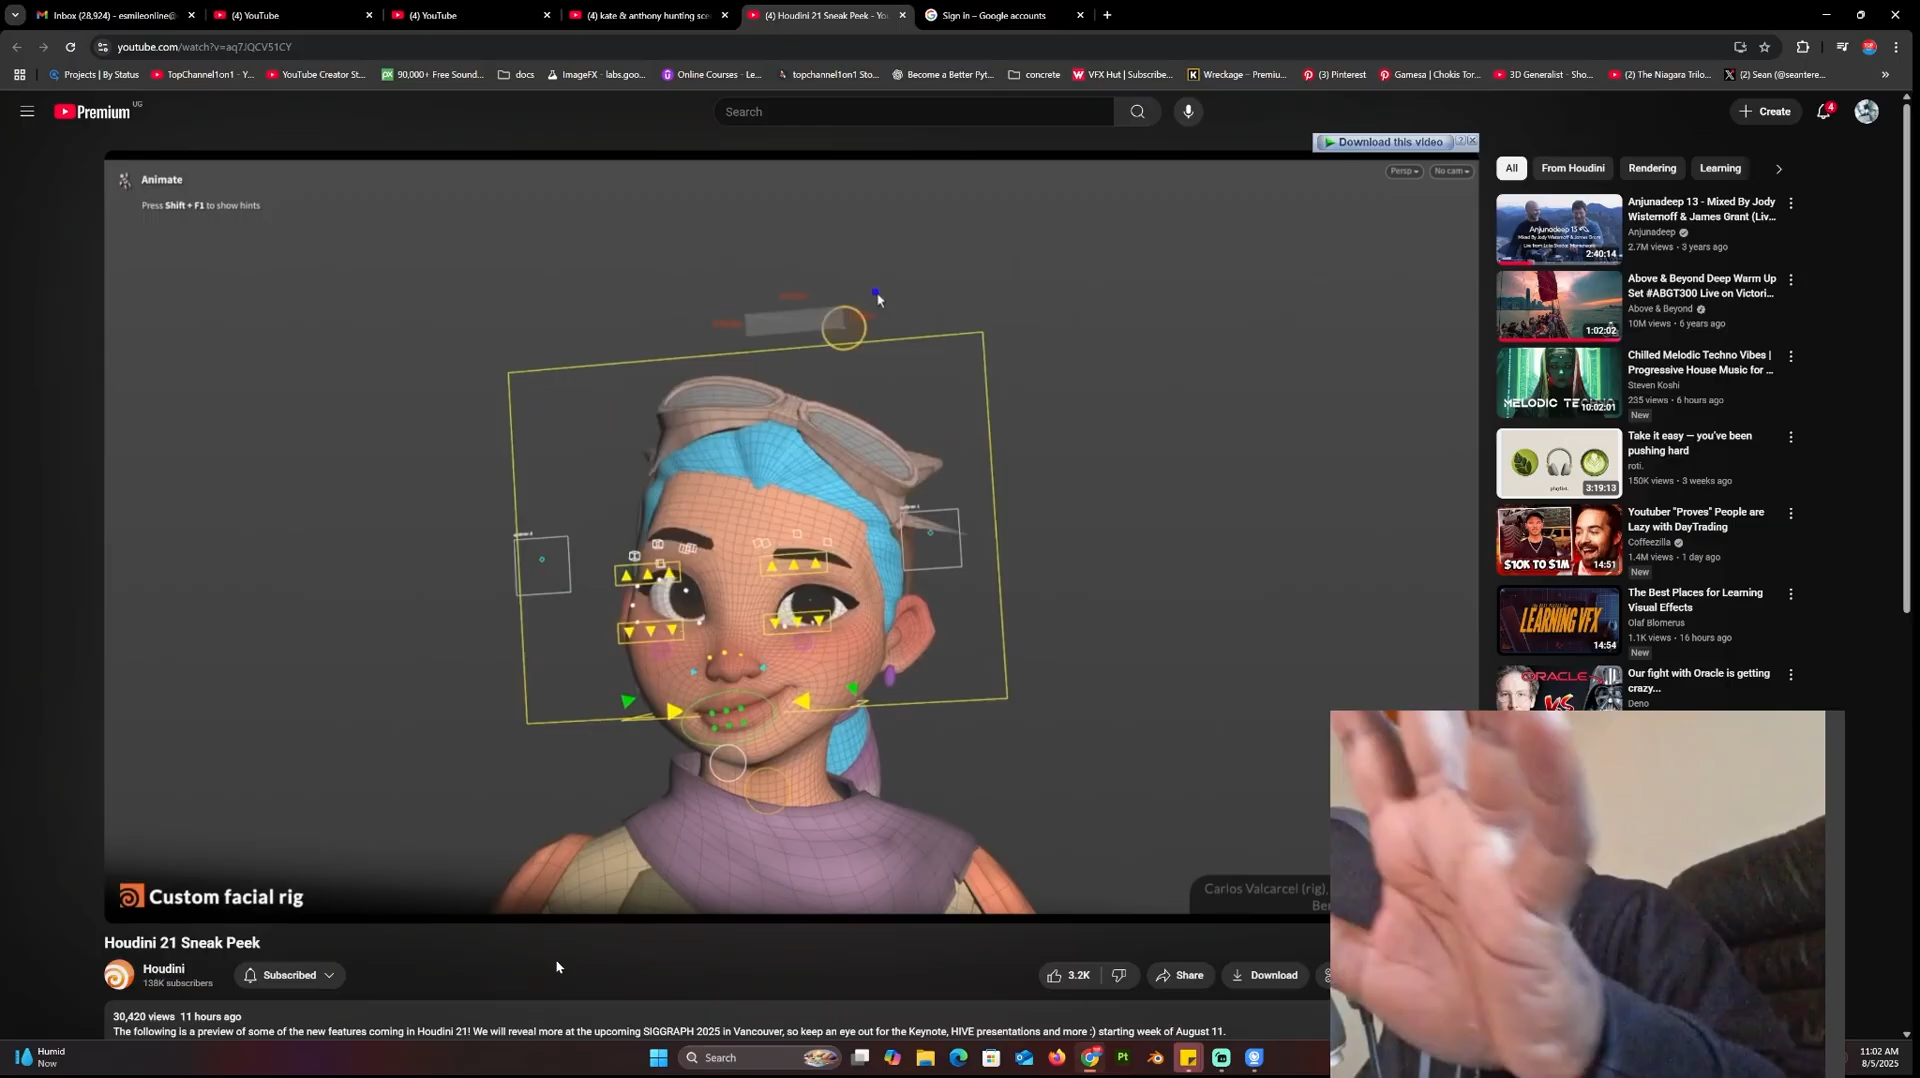 Inbox (28,924) - esmileonline@
(4) YouTube
(4) YouTube
(4) kate & anthony hunting sce
(4) Houdini 21 Sneak Peek - Yo
Sign in – Google accounts
youtube.com/watch?v=aq7JQCV51CY
Projects | By Status
TopChannel1on1 - Y...
YouTube Creator St...
90,000+ Free Sound...
docs
ImageFX - labs.goo...
Online Courses - Le...
topchannel1on1 Sto...
Become a Better Pyt...
concrete
VFX Hut | Subscribe...
Wreckage – Premiu...
(3) Pinterest
Gamesa | Chokis Tor...
3D Generalist - Sho...
(2) The Niagara Trilo...
(2) Sean (@seantere...
Premium
UG
Search
Create
4
Download this video
Animate
Press Shift + F1 to show hints
Persp
No cam
Custom facial rig
Carlos Valcarcel (rig),
Ber
Houdini 21 Sneak Peek
Houdini
138K subscribers
Subscribed
3.2K
Share
Download
30,420 views 11 hours ago
The following is a preview of some of the new features coming in Houdini 21! We will reveal more at the upcoming SIGGRAPH 2025 in Vancouver, so keep an eye out for the Keynote, HIVE presentations and more :) starting week of August 11.
All
From Houdini
Rendering
Learning
Anjunadeep 13 - Mixed By Jody
Wisternoff & James Grant (Liv...
Anjunadeep
2.7M views • 3 years ago
Anjunadeep 13
2:40:14
Above & Beyond Deep Warm Up
Set #ABGT300 Live on Victori...
Above & Beyond
10M views • 6 years ago
1:02:02
Chilled Melodic Techno Vibes |
Progressive House Music for ...
Steven Koshi
235 views • 6 hours ago
New
MELODIC TECHNO
10:02:01
Take it easy — you've been
pushing hard
roti.
150K views • 3 weeks ago
3:19:13
Youtuber "Proves" People are
Lazy with DayTrading
Coffeezilla
1.4M views • 1 day ago
New
$10K TO $1M
14:51
The Best Places for Learning
Visual Effects
Olaf Blomerus
1.1K views • 16 hours ago
New
LEARNING VFX
14:54
Our fight with Oracle is getting
crazy...
Deno
ORACLE
VS
Humid
Now
Search
Pt
11:02 AM
8/5/2025